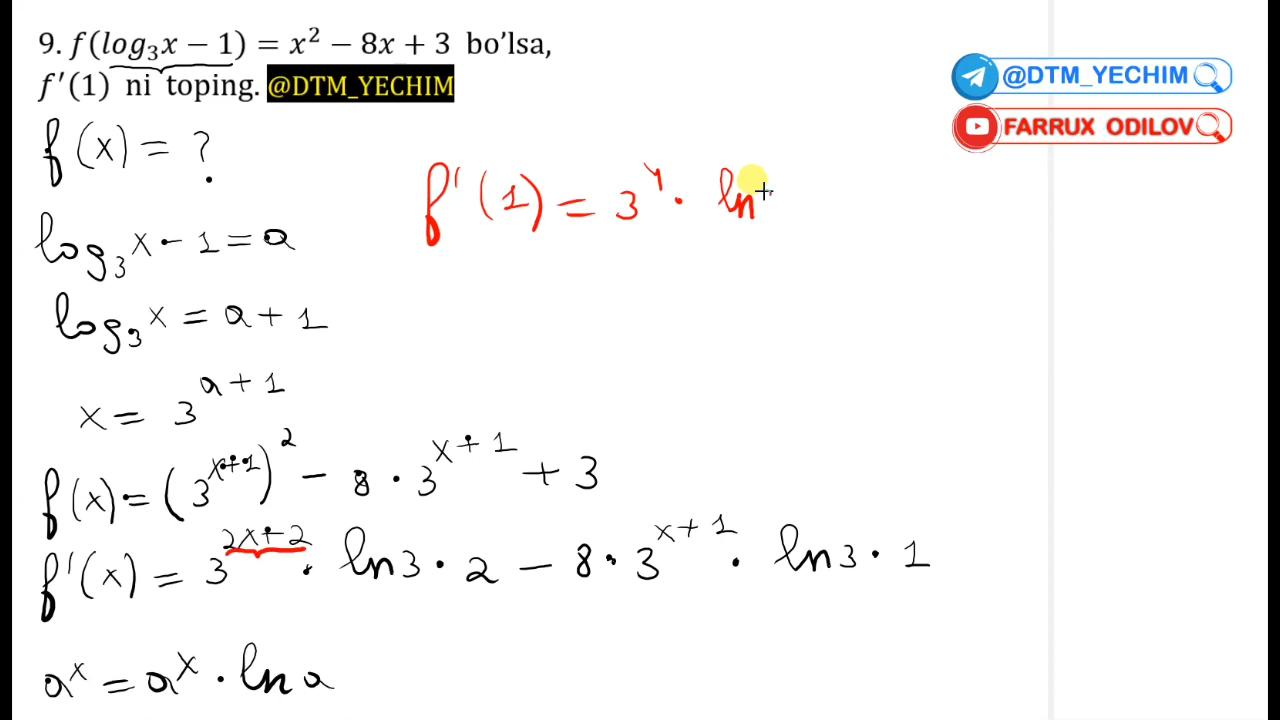 9. f(log₃x − 1) = x² − 8x + 3 bo’lsa,
f′(1) ni toping. @DTM_YECHIM
@DTM_YECHIM
FARRUX ODILOV
f(x) = ?
f'(1) = 3⁴ · ln
log₃x - 1 = a
log₃x = a + 1
x = 3^(a+1)
f(x) = (3^(x+1))² - 8 · 3^(x+1) + 3
f'(x) = 3^(2x+2) · ln3 · 2 - 8 · 3^(x+1) · ln3 · 1
a^x = a^x · ln a